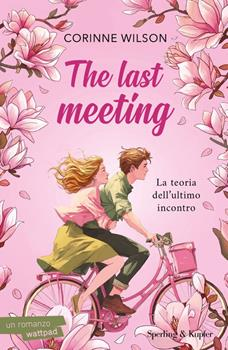 CORINNE WILSON
The last
meeting
La teoria
dell'ultimo
incontro
un romanzo
wattpad
Sperling & Kupfer